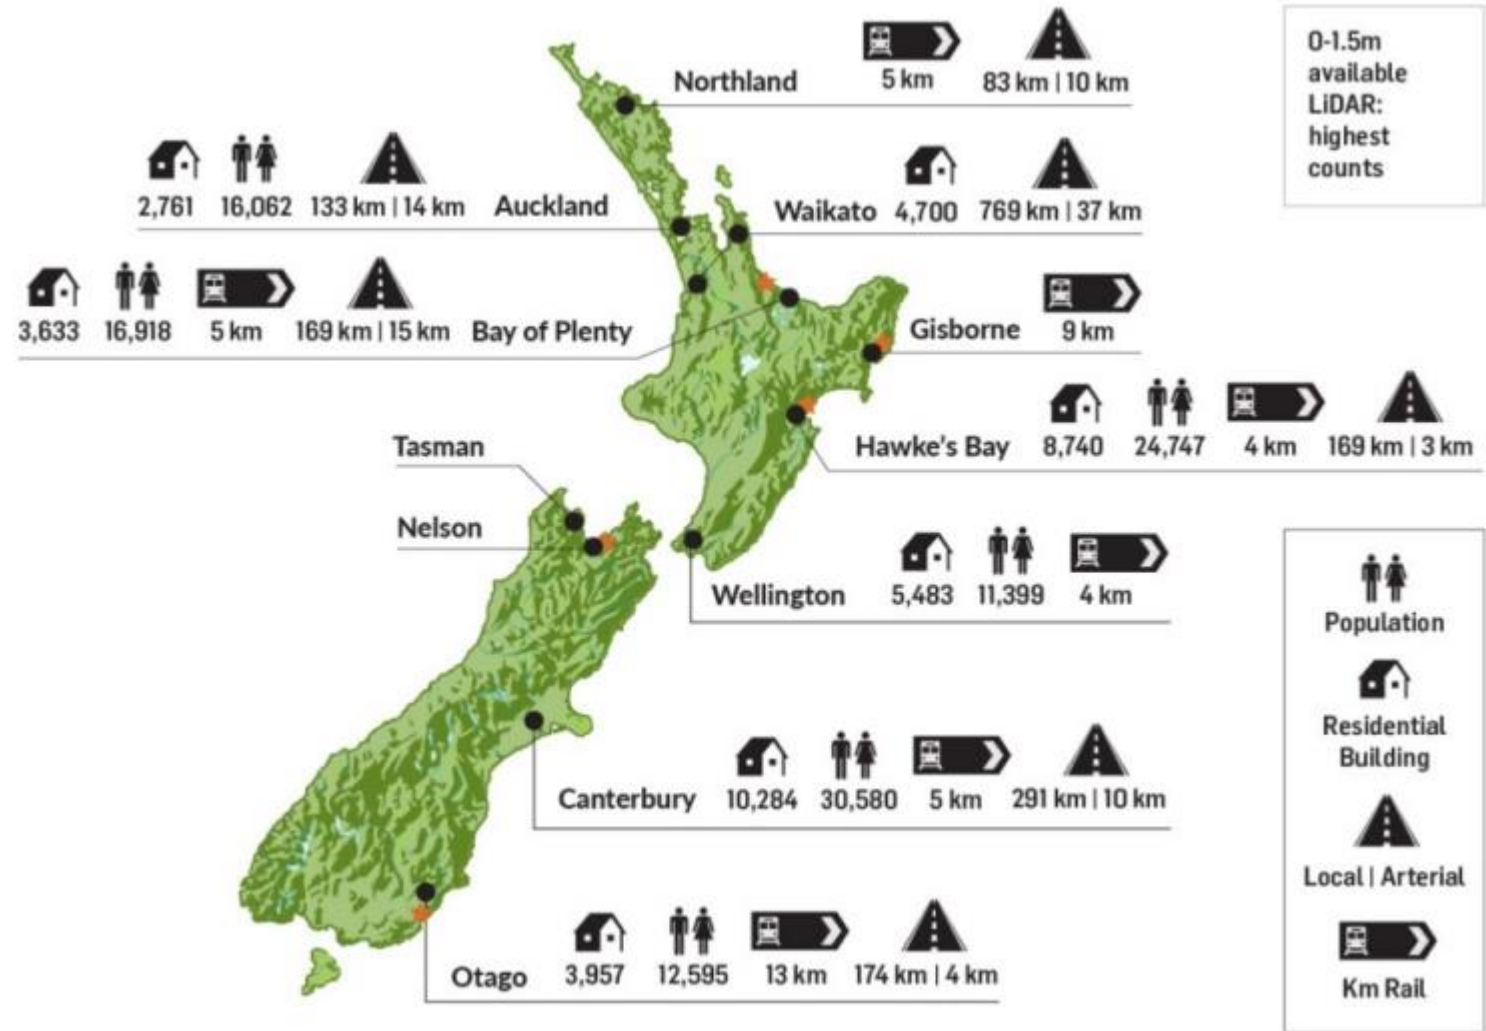 Northland 5 km 83 km | 10 km
0-1.5m
available
LiDAR:
highest
counts
2,761 16,062 133 km | 14 km Auckland
Waikato 4,700 769 km | 37 km
3,633 16,918 5 km 169 km | 15 km Bay of Plenty
Gisborne 9 km
Hawke's Bay 8,740 24,747 4 km 169 km | 3 km
Tasman
Nelson
Wellington 5,483 11,399 4 km
Canterbury 10,284 30,580 5 km 291 km | 10 km
Otago 3,957 12,595 13 km 174 km | 4 km
Population
Residential
Building
Local | Arterial
Km Rail